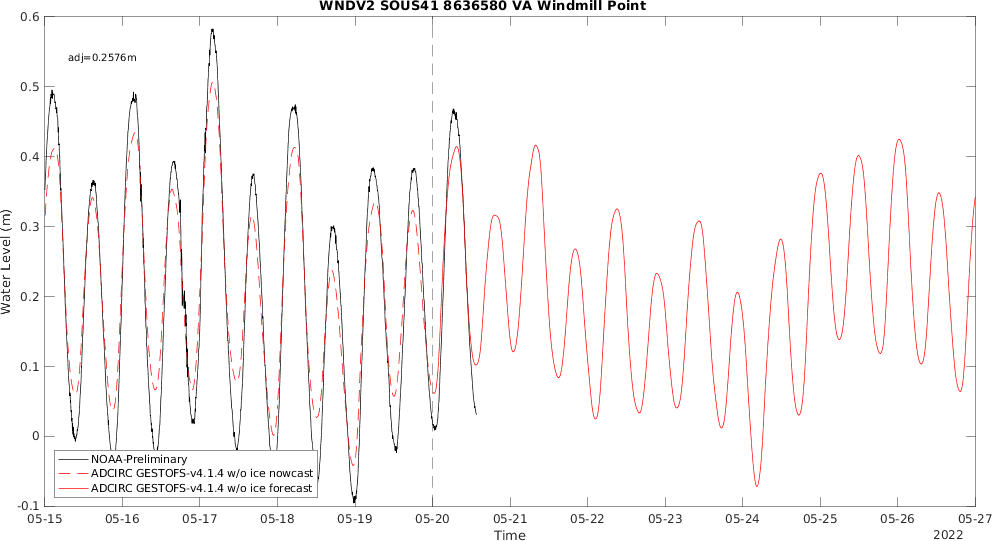 WNDV2 SOUS41 8636580 VA Windmill Point
adj=0.2576m
Water Level (m)
0.6
0.5
0.4
0.3
0.2
0.1
0
-0.1
NOAA-Preliminary
ADCIRC GESTOFS-v4.1.4 w/o ice nowcast
ADCIRC GESTOFS-v4.1.4 w/o ice forecast
05-15 05-16 05-17 05-18 05-19 05-20 05-21 05-22 05-23 05-24 05-25 05-26 05-27
Time
2022